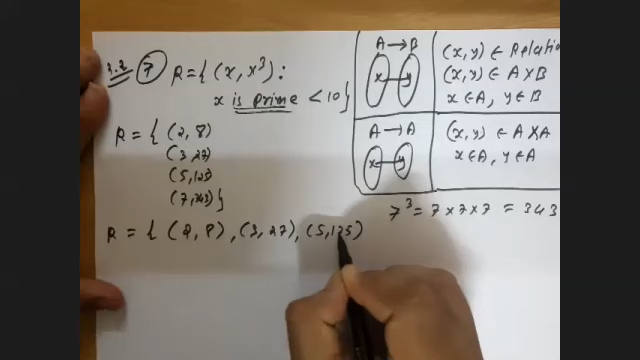 2.2 7 R = { (x, x³) :
x is prime < 10 }
R = { (2, 8)
(3, 27)
(5, 125)
(7, 343) }
R = { (2, 8), (3, 27), (5, 125)
A → B
x y
(x, y) ∈ Relation
(x, y) ∈ A × B
x ∈ A, y ∈ B
A → A
x y
(x, y) ∈ A × A
x ∈ A, y ∈ A
7³ = 7 × 7 × 7 = 343